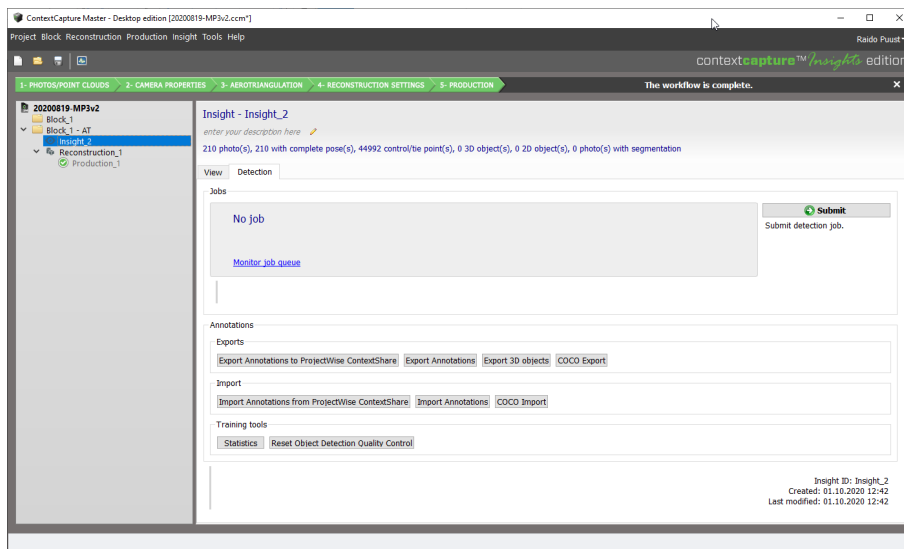 ContextCapture Master - Desktop edition [20200819-MP3v2.ccm*]
Project Block Reconstruction Production Insight Tools Help
Raido Puust
contextcapture™ Insights edition
1- PHOTOS/POINT CLOUDS 2- CAMERA PROPERTIES 3- AEROTRIANGULATION 4- RECONSTRUCTION SETTINGS 5- PRODUCTION The workflow is complete.
20200819-MP3v2
Block_1
Block_1 - AT
Insight_2
Reconstruction_1
Production_1
Insight - Insight_2
enter your description here
210 photo(s), 210 with complete pose(s), 44992 control/tie point(s), 0 3D object(s), 0 2D object(s), 0 photo(s) with segmentation
View Detection
Jobs
No job
Monitor job queue
Submit
Submit detection job.
Annotations
Exports
Export Annotations to ProjectWise ContextShare Export Annotations Export 3D objects COCO Export
Import
Import Annotations from ProjectWise ContextShare Import Annotations COCO Import
Training tools
Statistics Reset Object Detection Quality Control
Insight ID: Insight_2
Created: 01.10.2020 12:42
Last modified: 01.10.2020 12:42